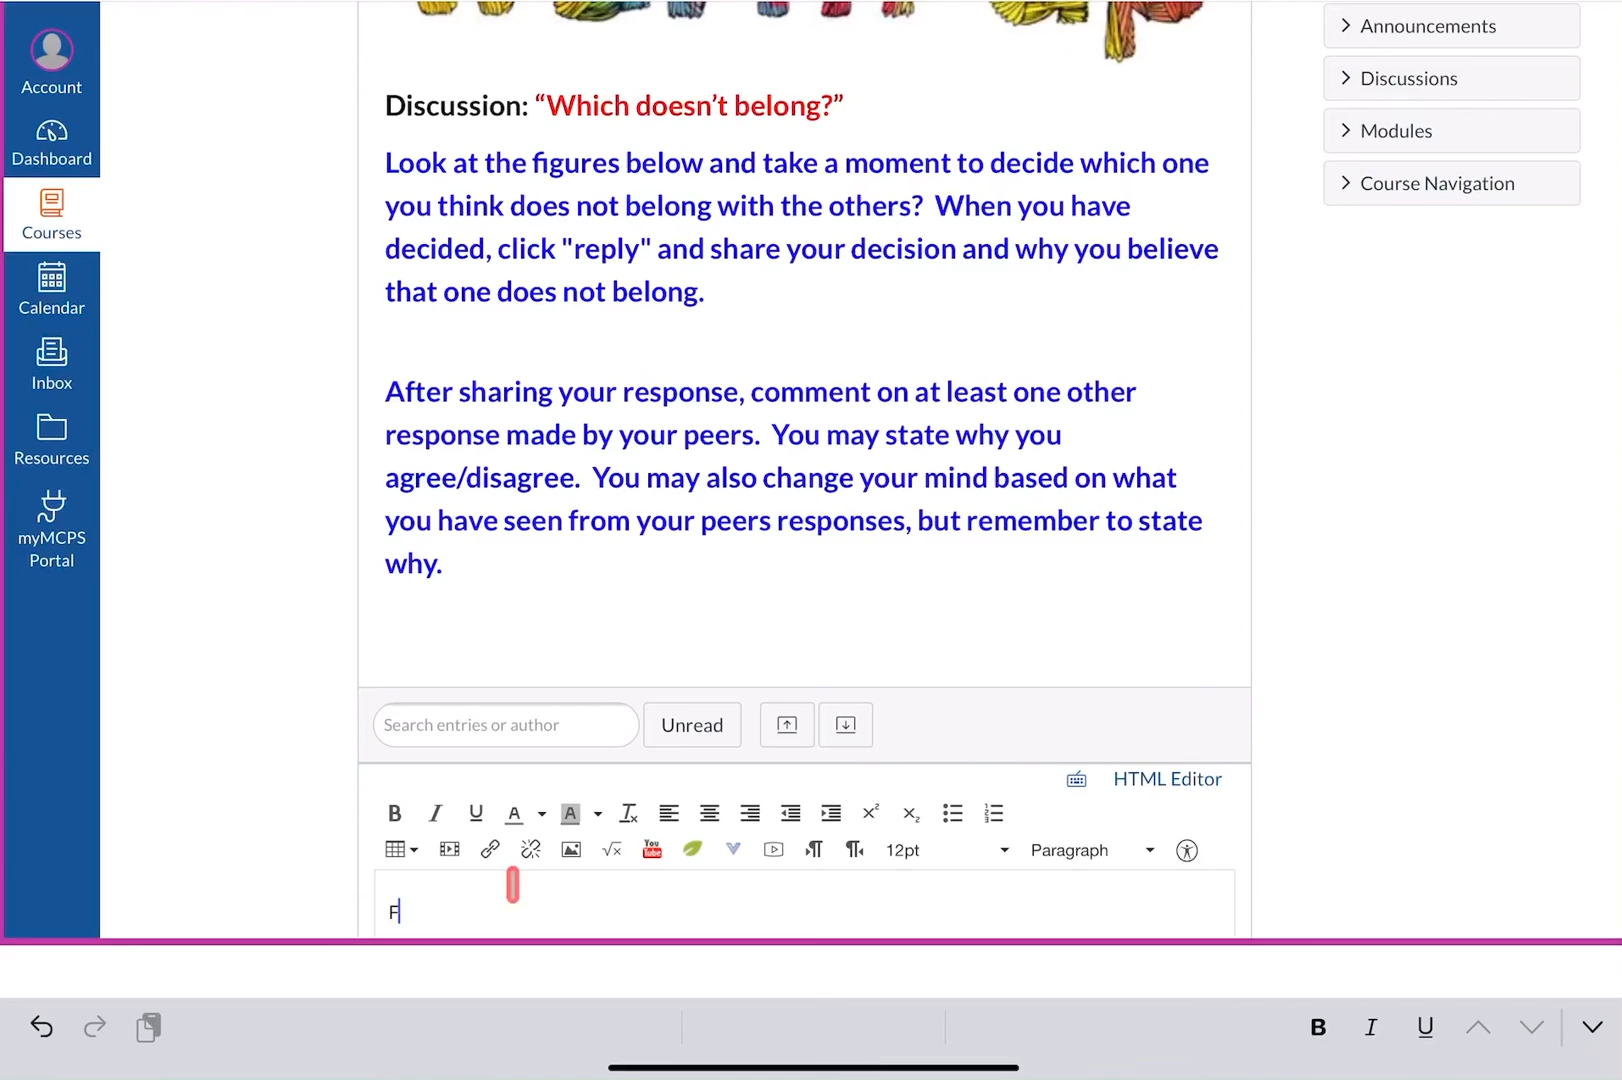 Account
Dashboard
Courses
Calendar
Inbox
Resources
myMCPS
Portal
Discussion: “Which doesn’t belong?”
Look at the figures below and take a moment to decide which one
you think does not belong with the others?  When you have
decided, click "reply" and share your decision and why you believe
that one does not belong.
After sharing your response, comment on at least one other
response made by your peers.  You may state why you
agree/disagree.  You may also change your mind based on what
you have seen from your peers responses, but remember to state
why.
Search entries or author
Unread
HTML Editor
12pt
Paragraph
F
Announcements
Discussions
Modules
Course Navigation
B I U